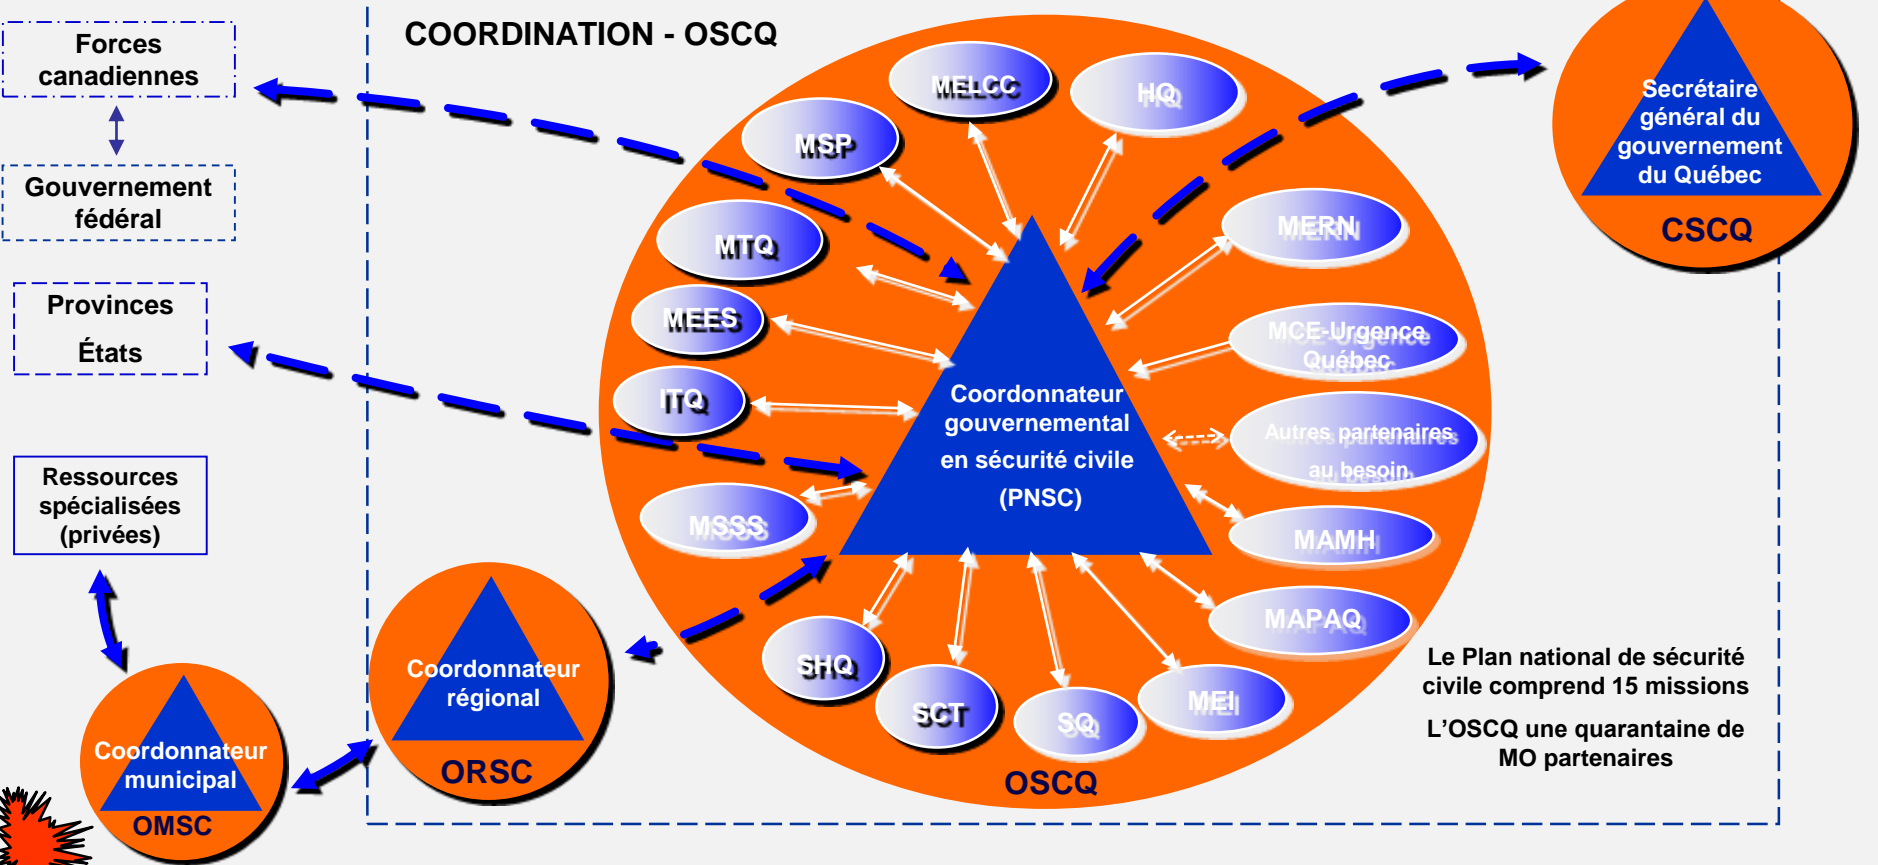 COORDINATION - OSCQ
Forces
canadiennes
Gouvernement
fédéral
Provinces
États
Ressources
spécialisées
(privées)
Coordonnateur
municipal
OMSC
Coordonnateur
régional
ORSC
MELCC
HQ
MSP
MTQ
MEES
ITQ
MSSS
SHQ
SCT
SQ
MEI
MAPAQ
MAMH
Autres partenaires
au besoin
MCE-Urgence
Québec
MERN
Coordonnateur
gouvernemental
en sécurité civile
(PNSC)
OSCQ
Secrétaire
général du
gouvernement
du Québec
CSCQ
Le Plan national de sécurité
civile comprend 15 missions
L’OSCQ une quarantaine de
MO partenaires